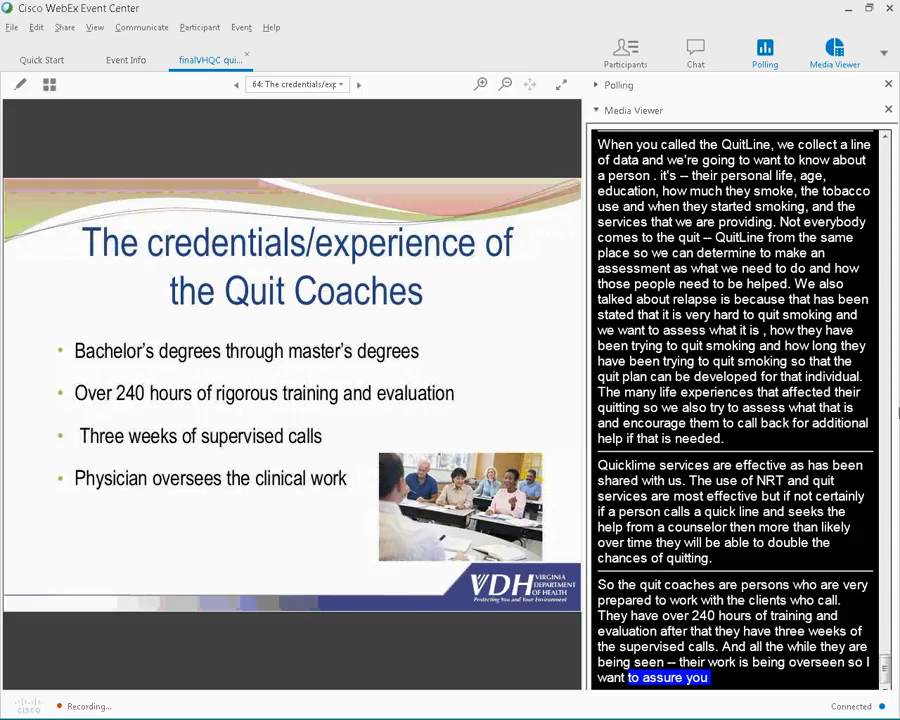 Cisco WebEx Event Center
File Edit Share View Communicate Participant Event Help
Quick Start Event Info finalVHQC qui...
Participants Chat Polling Media Viewer
64: The credentials/exp
Polling
Media Viewer
The credentials/experience of
the Quit Coaches
Bachelor's degrees through master's degrees
Over 240 hours of rigorous training and evaluation
Three weeks of supervised calls
Physician oversees the clinical work
VDH VIRGINIA
DEPARTMENT
OF HEALTH
Protecting You and Your Environment
When you called the QuitLine, we collect a line
of data and we're going to want to know about
a person . it's -- their personal life, age,
education, how much they smoke, the tobacco
use and when they started smoking, and the
services that we are providing. Not everybody
comes to the quit -- QuitLine from the same
place so we can determine to make an
assessment as what we need to do and how
those people need to be helped. We also
talked about relapse is because that has been
stated that it is very hard to quit smoking and
we want to assess what it is , how they have
been trying to quit smoking and how long they
have been trying to quit smoking so that the
quit plan can be developed for that individual.
The many life experiences that affected their
quitting so we also try to assess what that is
and encourage them to call back for additional
help if that is needed.
Quicklime services are effective as has been
shared with us. The use of NRT and quit
services are most effective but if not certainly
if a person calls a quick line and seeks the
help from a counselor then more than likely
over time they will be able to double the
chances of quitting.
So the quit coaches are persons who are very
prepared to work with the clients who call.
They have over 240 hours of training and
evaluation after that they have three weeks of
the supervised calls. And all the while they are
being seen -- their work is being overseen so I
want to assure you
cisco
Recording...
Connected